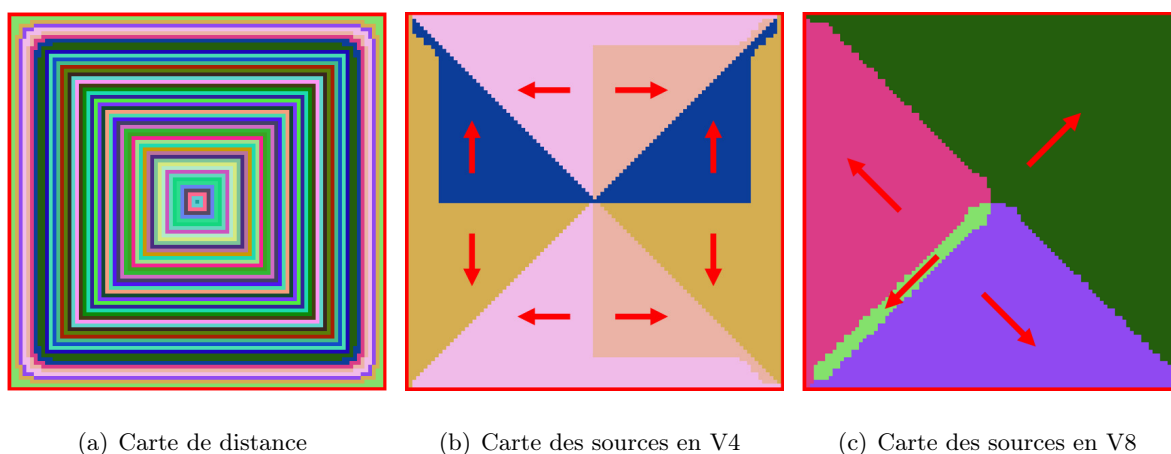 (a) Carte de distance
(b) Carte des sources en V4
(c) Carte des sources en V8